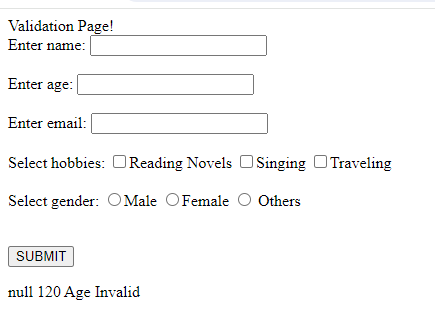 Validation Page!
Enter name:
Enter age:
Enter email:
Select hobbies: Reading Novels Singing Traveling
Select gender: Male Female Others
SUBMIT
null 120 Age Invalid